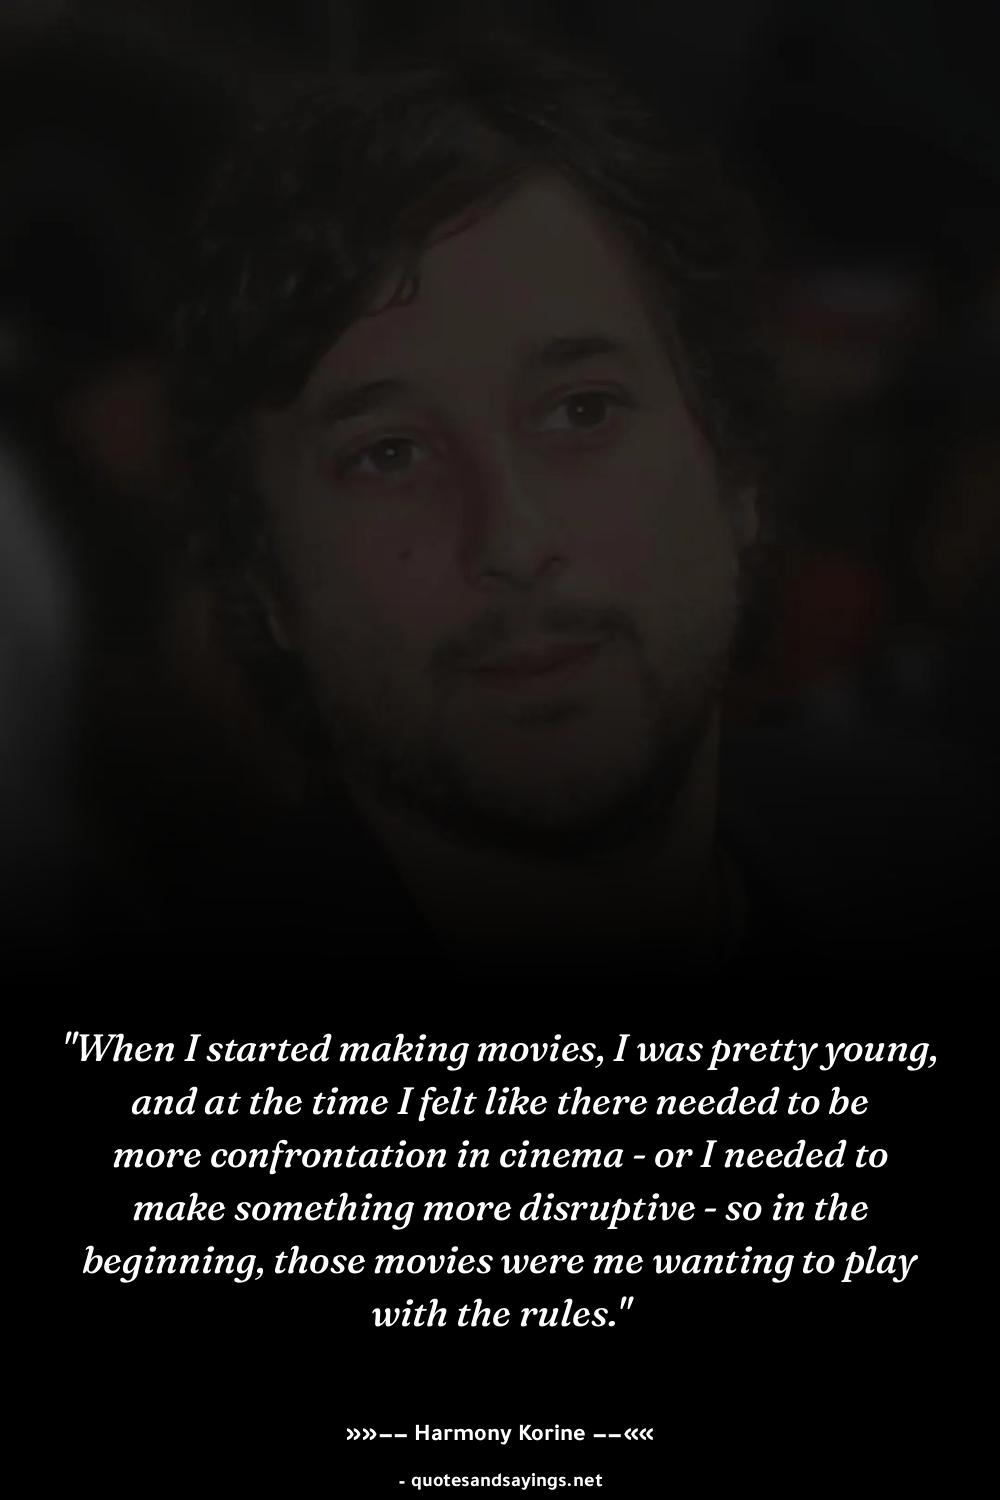 "When I started making movies, I was pretty young,
and at the time I felt like there needed to be
more confrontation in cinema - or I needed to
make something more disruptive - so in the
beginning, those movies were me wanting to play
with the rules."
»»−− Harmony Korine −−««
- quotesandsayings.net